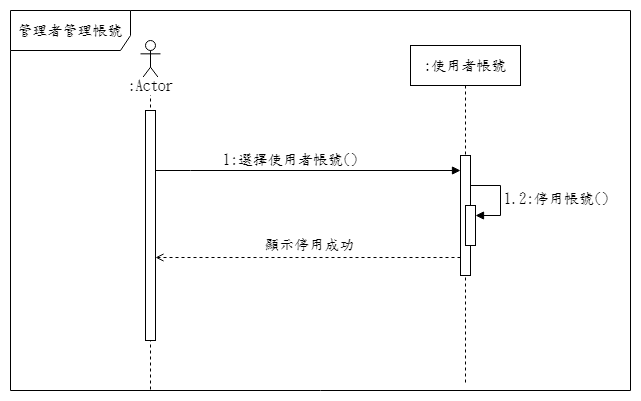 管理者管理帳號
:Actor
:使用者帳號
1:選擇使用者帳號()
1.2:停用帳號()
顯示停用成功